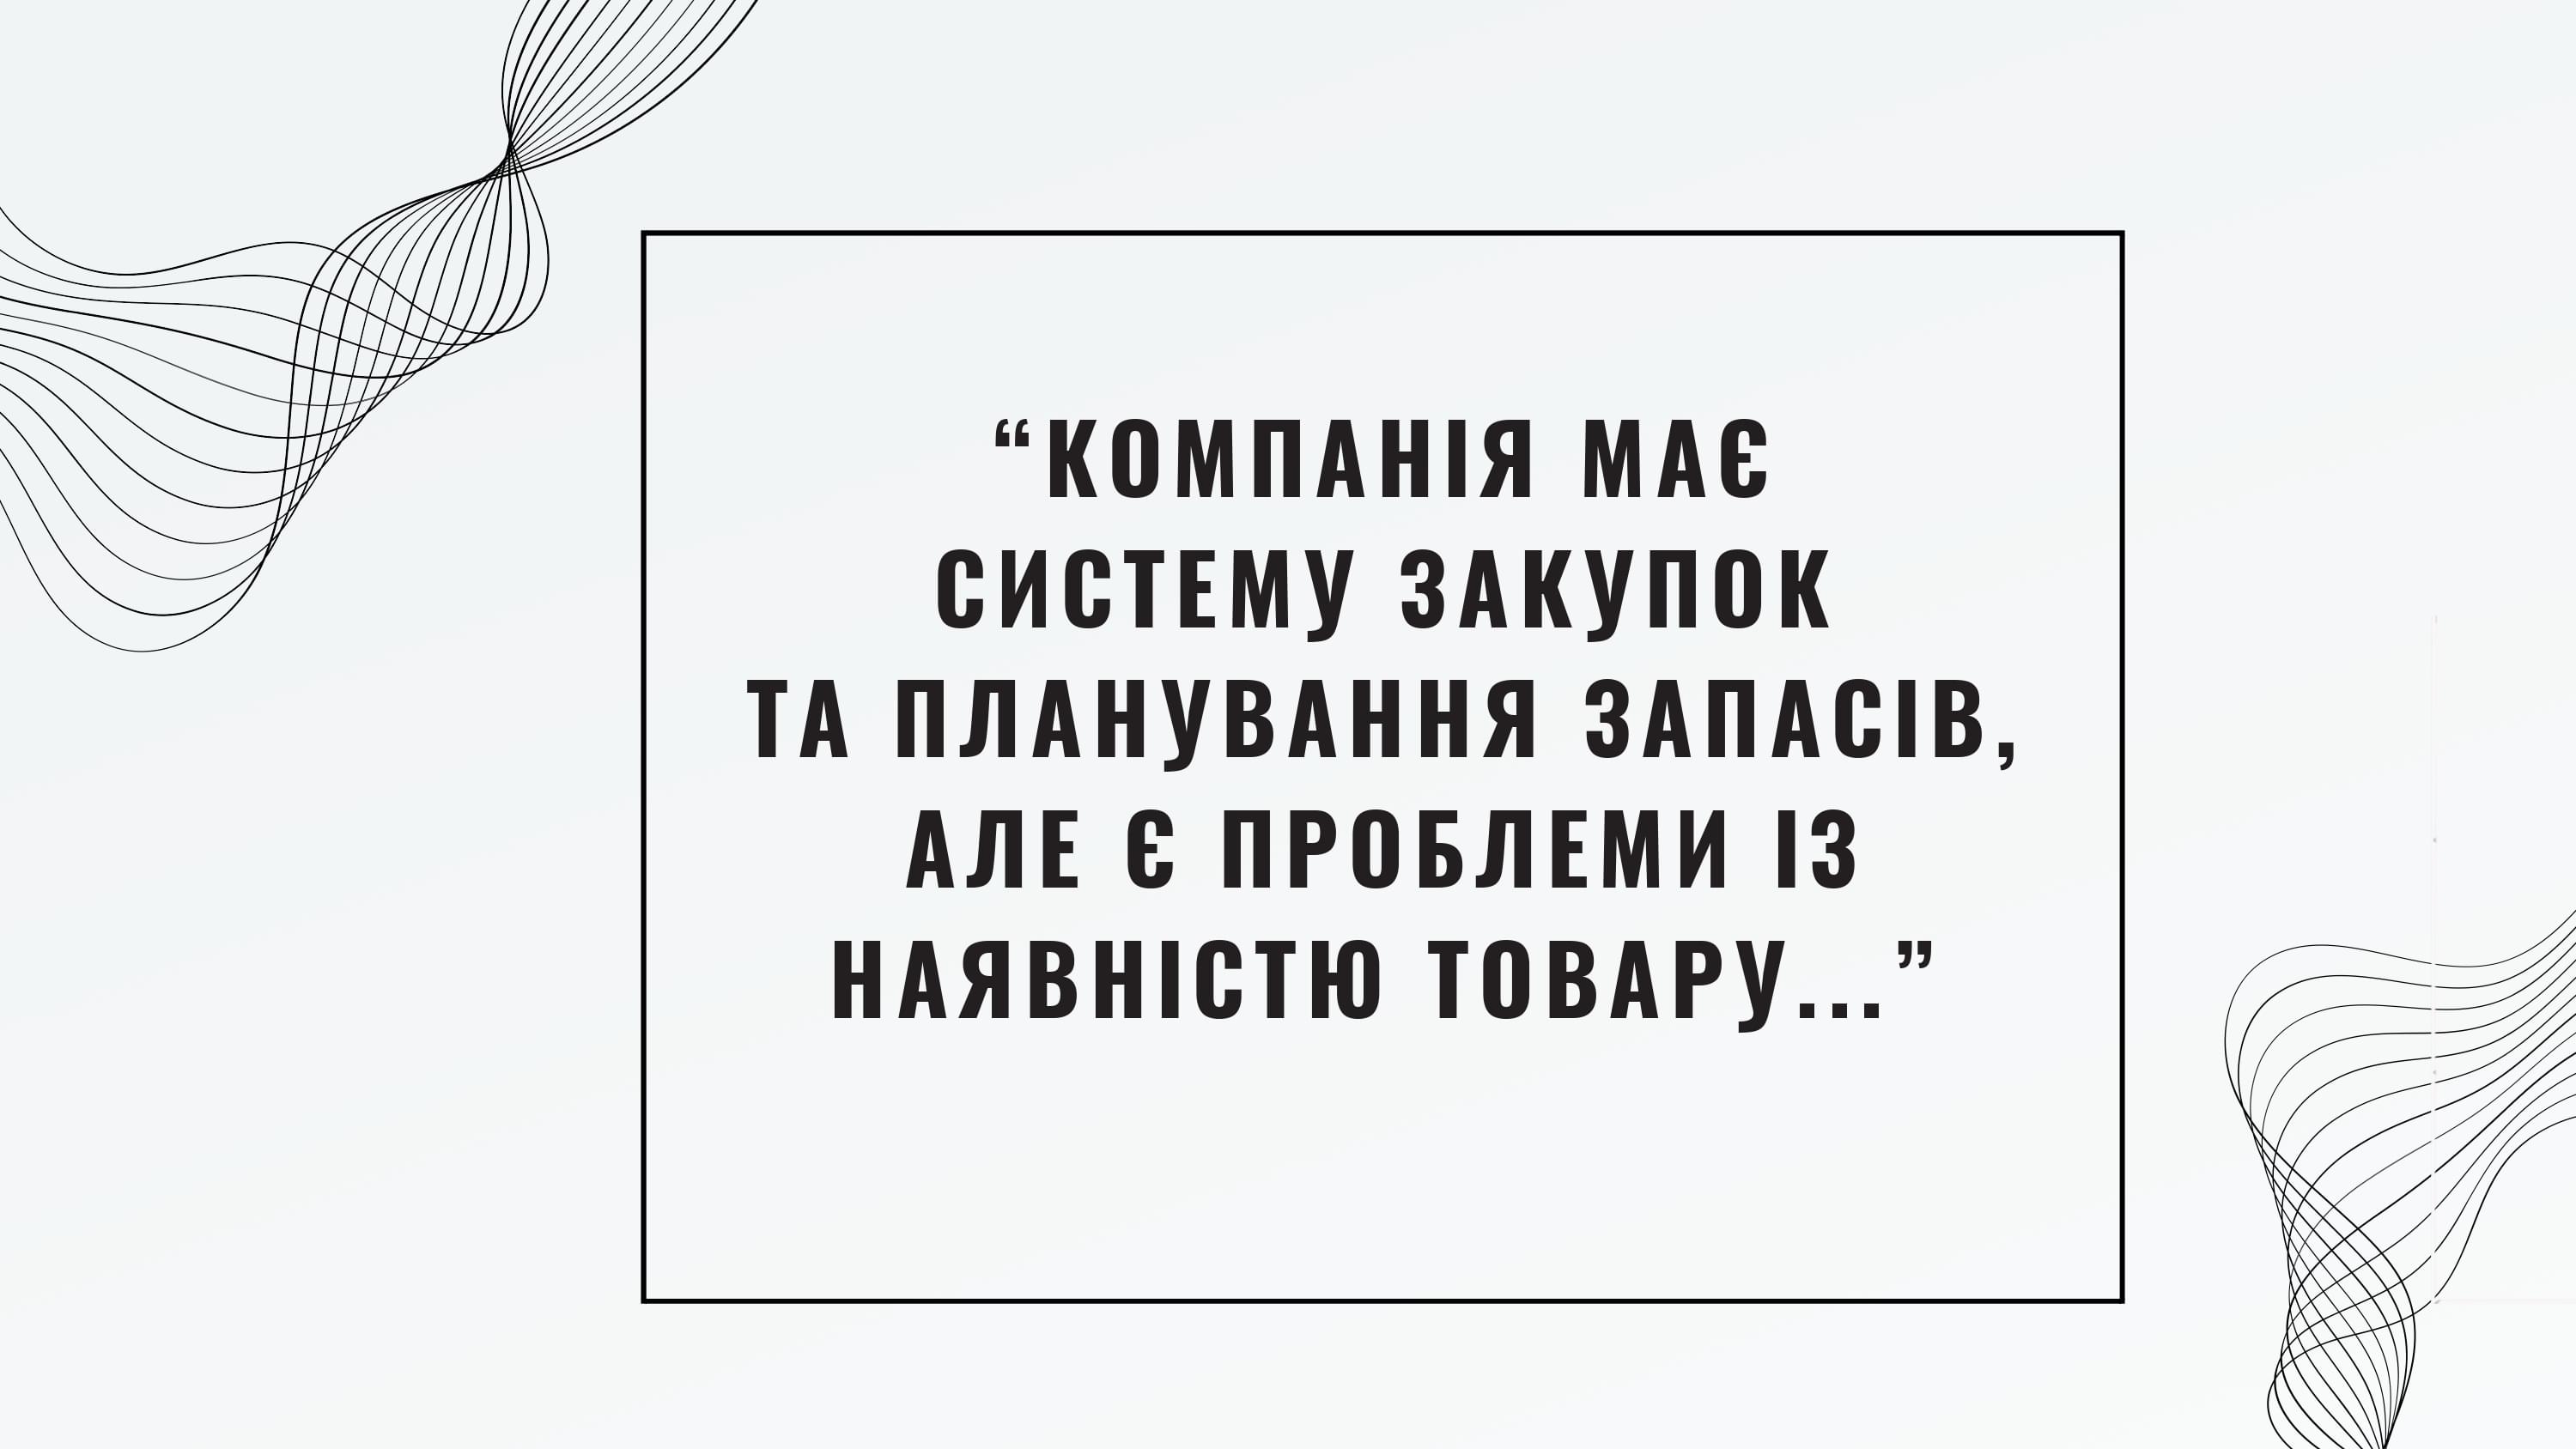 “КОМПАНІЯ МАЄ
СИСТЕМУ ЗАКУПОК
ТА ПЛАНУВАННЯ ЗАПАСІВ,
АЛЕ Є ПРОБЛЕМИ ІЗ
НАЯВНІСТЮ ТОВАРУ...”